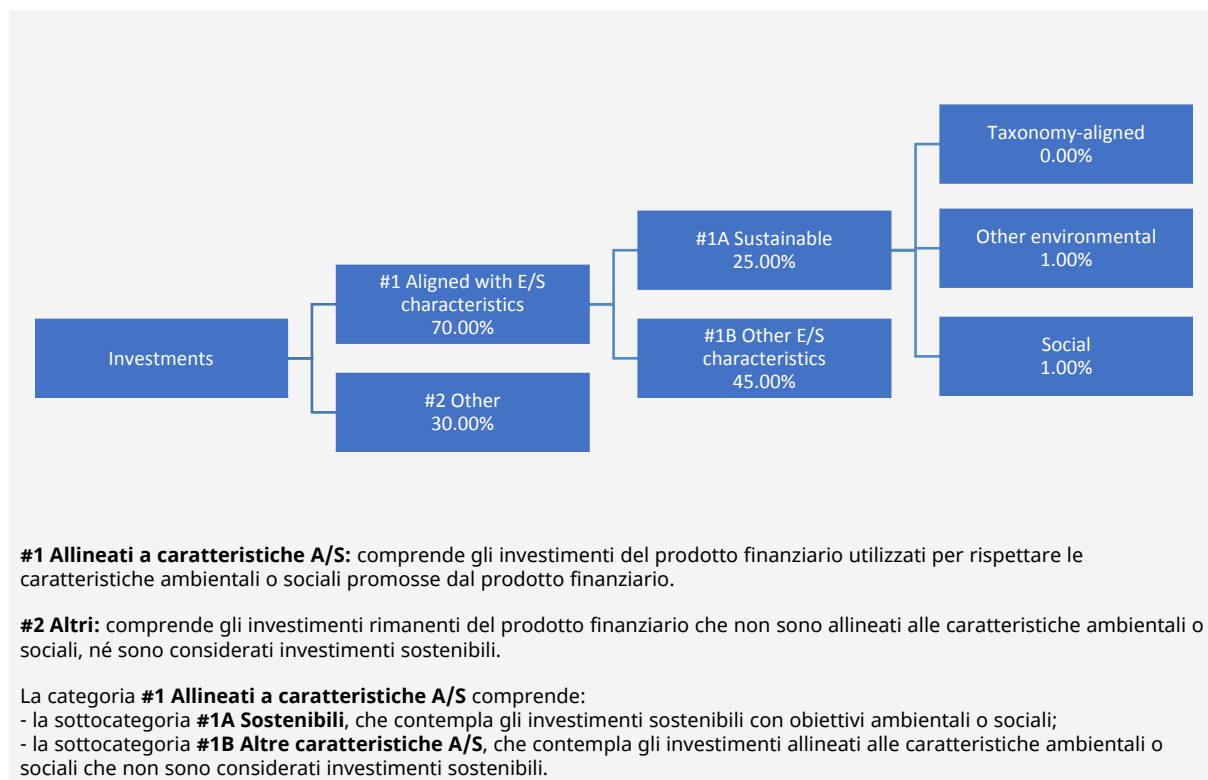 Taxonomy-aligned
0.00%
#1A Sustainable
25.00%
Other environmental
1.00%
#1 Aligned with E/S
characteristics
70.00%
Investments
#1B Other E/S
characteristics
45.00%
Social
1.00%
#2 Other
30.00%
#1 Allineati a caratteristiche A/S: comprende gli investimenti del prodotto finanziario utilizzati per rispettare le
caratteristiche ambientali o sociali promosse dal prodotto finanziario.
#2 Altri: comprende gli investimenti rimanenti del prodotto finanziario che non sono allineati alle caratteristiche ambientali o
sociali, né sono considerati investimenti sostenibili.
La categoria #1 Allineati a caratteristiche A/S comprende:
- la sottocategoria #1A Sostenibili, che contempla gli investimenti sostenibili con obiettivi ambientali o sociali;
- la sottocategoria #1B Altre caratteristiche A/S, che contempla gli investimenti allineati alle caratteristiche ambientali o
sociali che non sono considerati investimenti sostenibili.